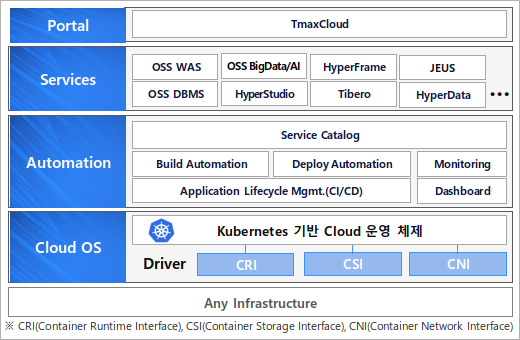 Portal
TmaxCloud
Services
OSS WAS
OSS BigData/AI
HyperFrame
JEUS
OSS DBMS
HyperStudio
Tibero
HyperData
•••
Automation
Service Catalog
Build Automation
Deploy Automation
Monitoring
Application Lifecycle Mgmt.(CI/CD)
Dashboard
Cloud OS
Kubernetes 기반 Cloud 운영 체제
Driver
CRI
CSI
CNI
Any Infrastructure
※ CRI(Container Runtime Interface), CSI(Container Storage Interface), CNI(Container Network Interface)